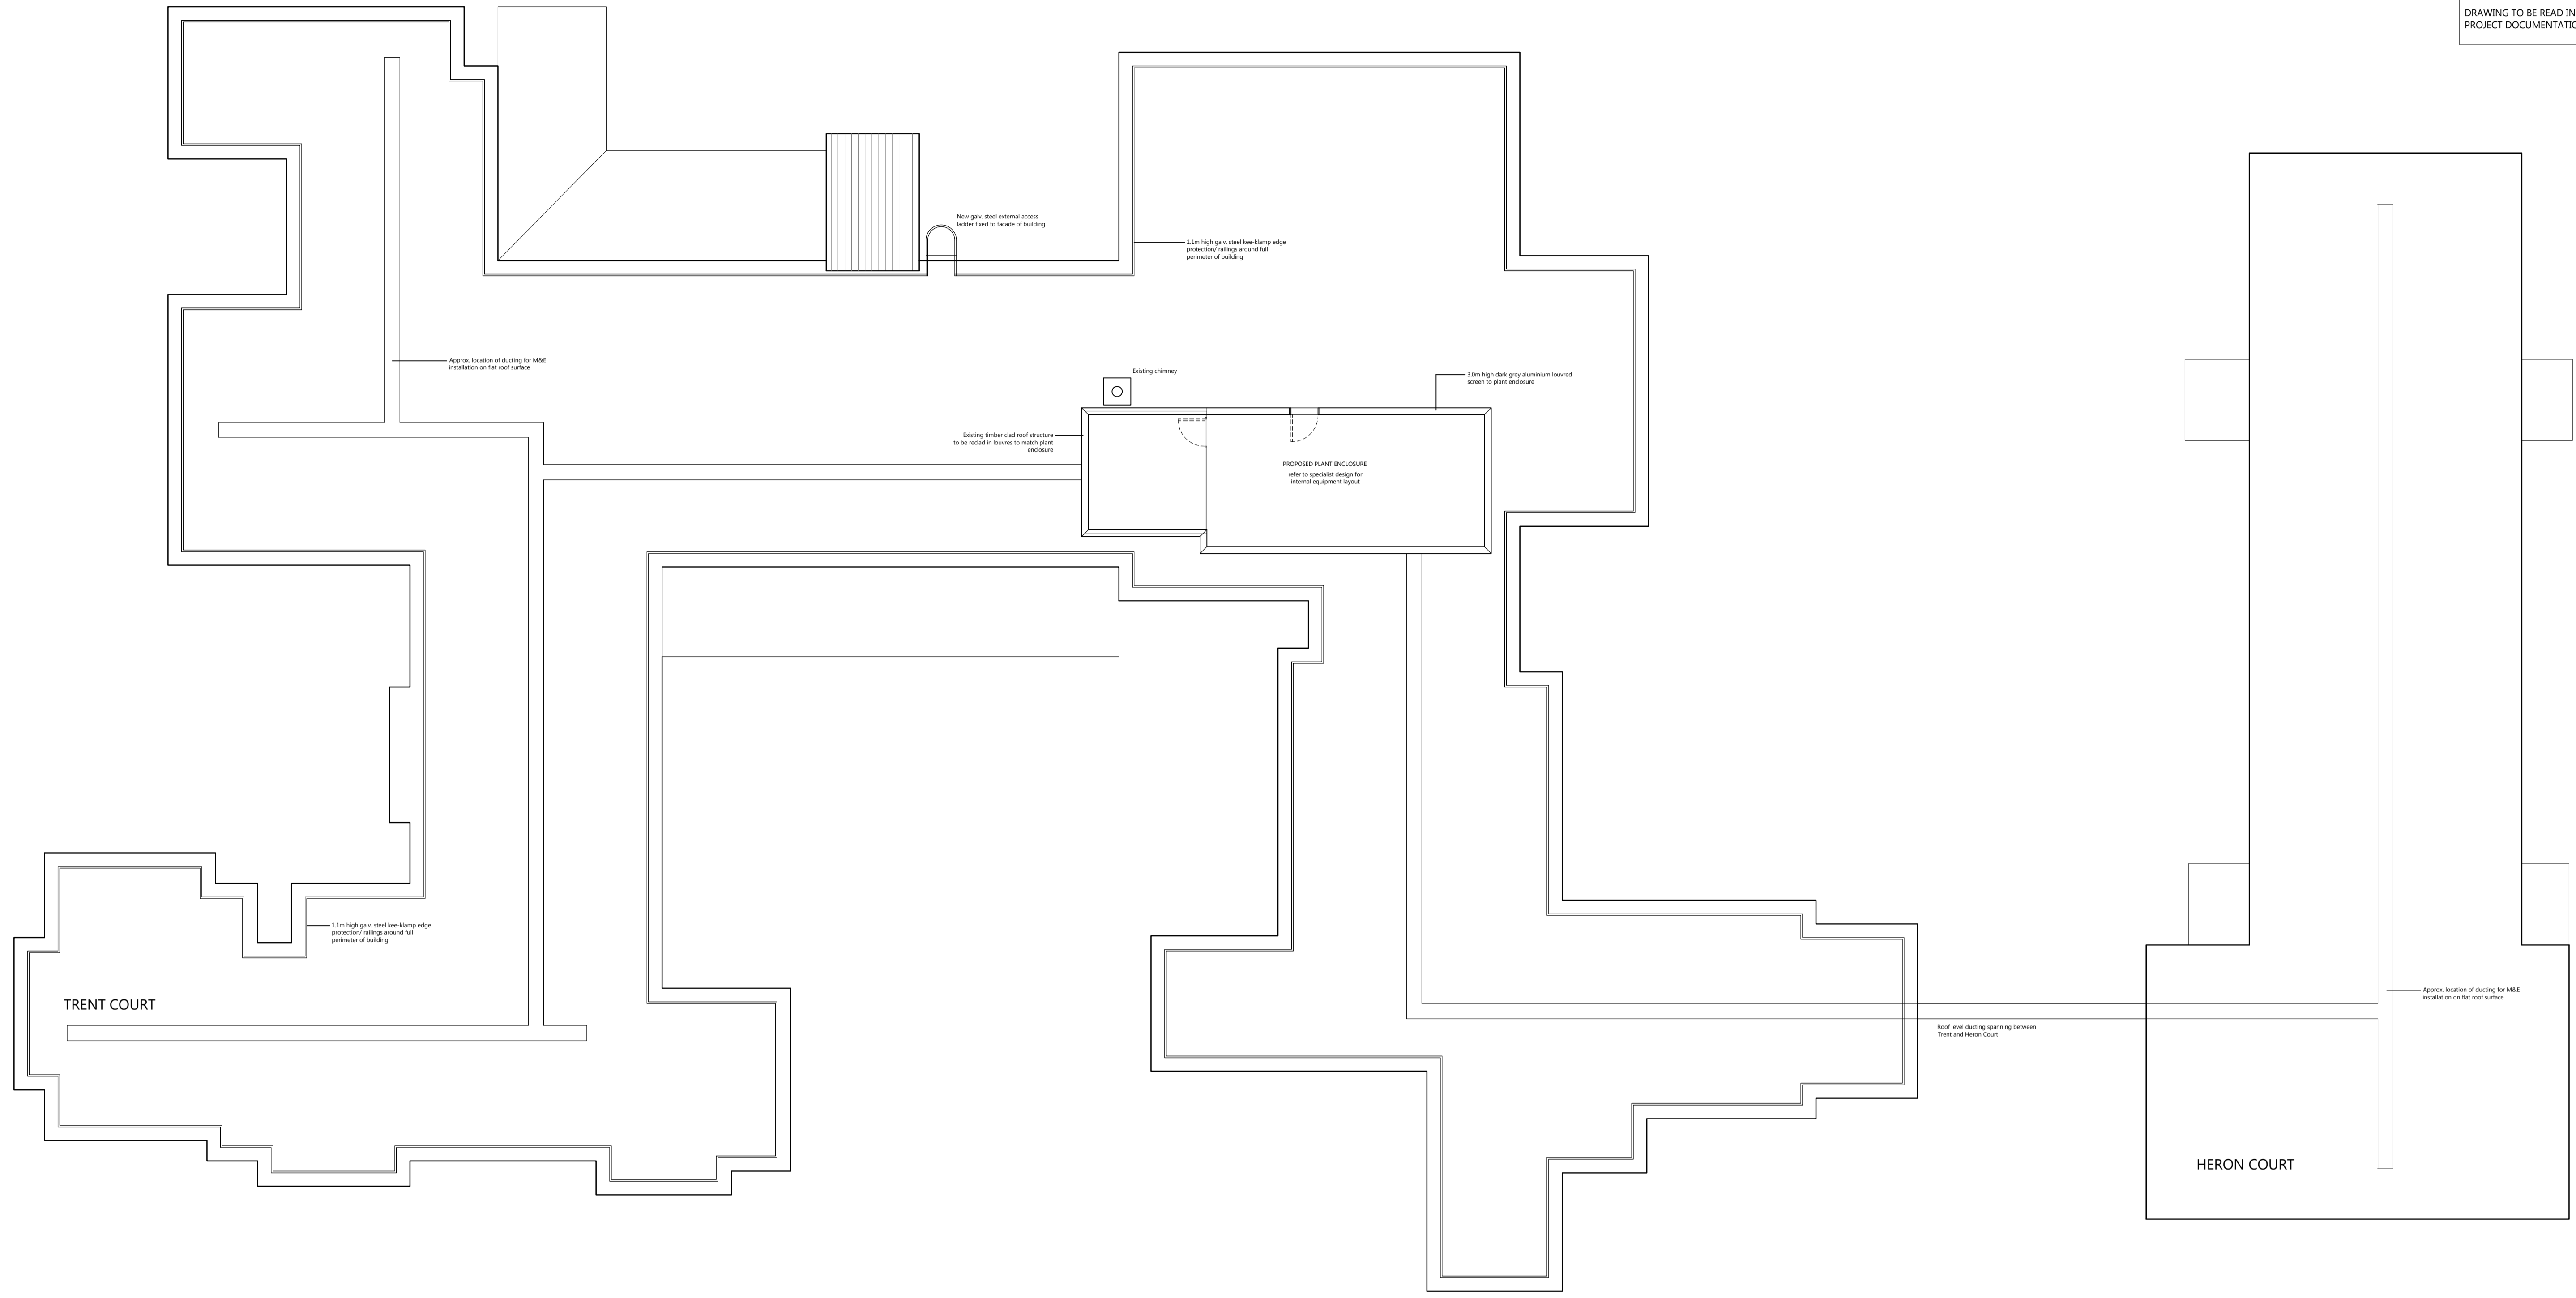 DRAWING TO BE READ IN
PROJECT DOCUMENTATIO
New galv. steel external access
ladder fixed to facade of building
1.1m high galv. steel kee-klamp edge
protection/ railings around full
perimeter of building
Approx. location of ducting for M&E
installation on flat roof surface
Existing chimney
3.0m high dark grey aluminium louvred
screen to plant enclosure
Existing timber clad roof structure
to be reclad in louvres to match plant
enclosure
PROPOSED PLANT ENCLOSURE
refer to specialist design for
internal equipment layout
1.1m high galv. steel kee-klamp edge
protection/ railings around full
perimeter of building
TRENT COURT
Approx. location of ducting for M&E
installation on flat roof surface
Roof level ducting spanning between
Trent and Heron Court
HERON COURT